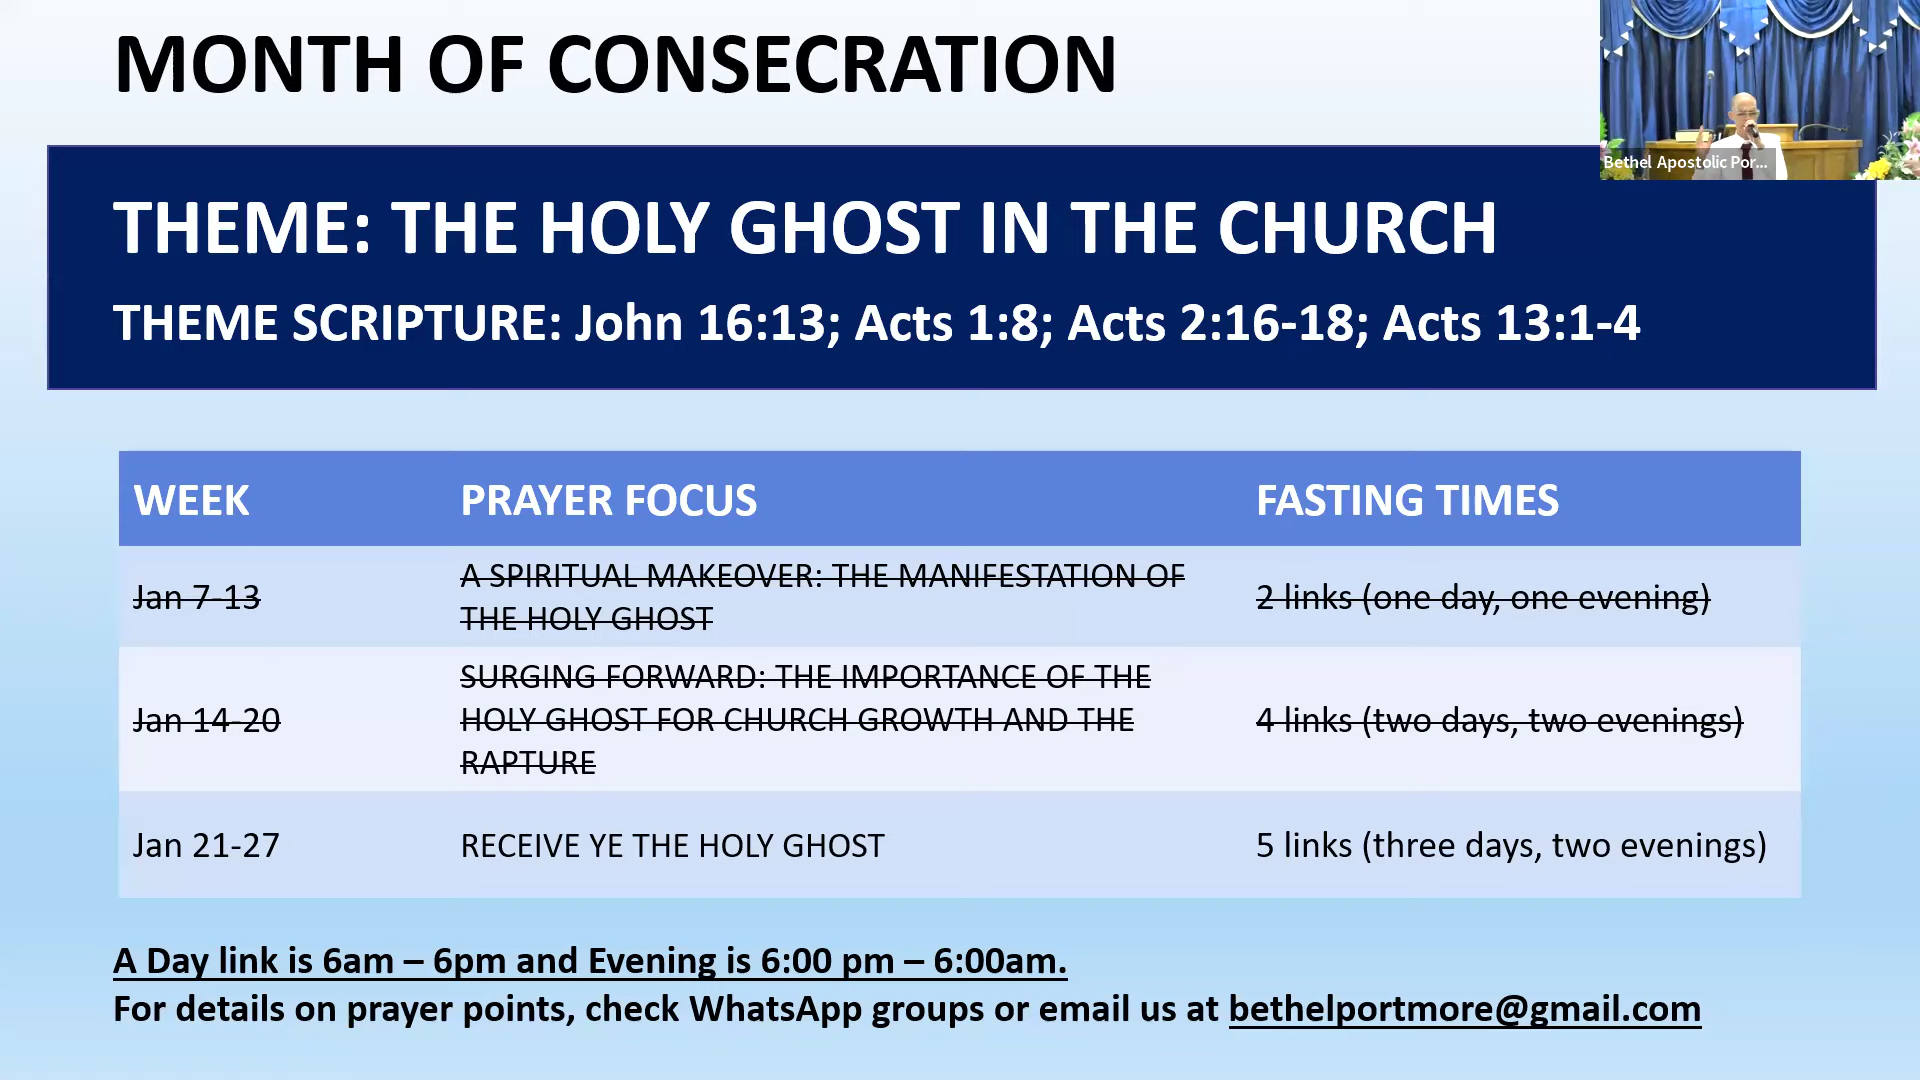 MONTH OF CONSECRATION
Bethel Apostolic Por...
THEME: THE HOLY GHOST IN THE CHURCH
THEME SCRIPTURE: John 16:13; Acts 1:8; Acts 2:16-18; Acts 13:1-4
WEEK PRAYER FOCUS FASTING TIMES
Jan 7-13
A SPIRITUAL MAKEOVER: THE MANIFESTATION OF
THE HOLY GHOST
2 links (one day, one evening)
Jan 14-20
SURGING FORWARD: THE IMPORTANCE OF THE
HOLY GHOST FOR CHURCH GROWTH AND THE
RAPTURE
4 links (two days, two evenings)
Jan 21-27 RECEIVE YE THE HOLY GHOST 5 links (three days, two evenings)
A Day link is 6am – 6pm and Evening is 6:00 pm – 6:00am.
For details on prayer points, check WhatsApp groups or email us at bethelportmore@gmail.com